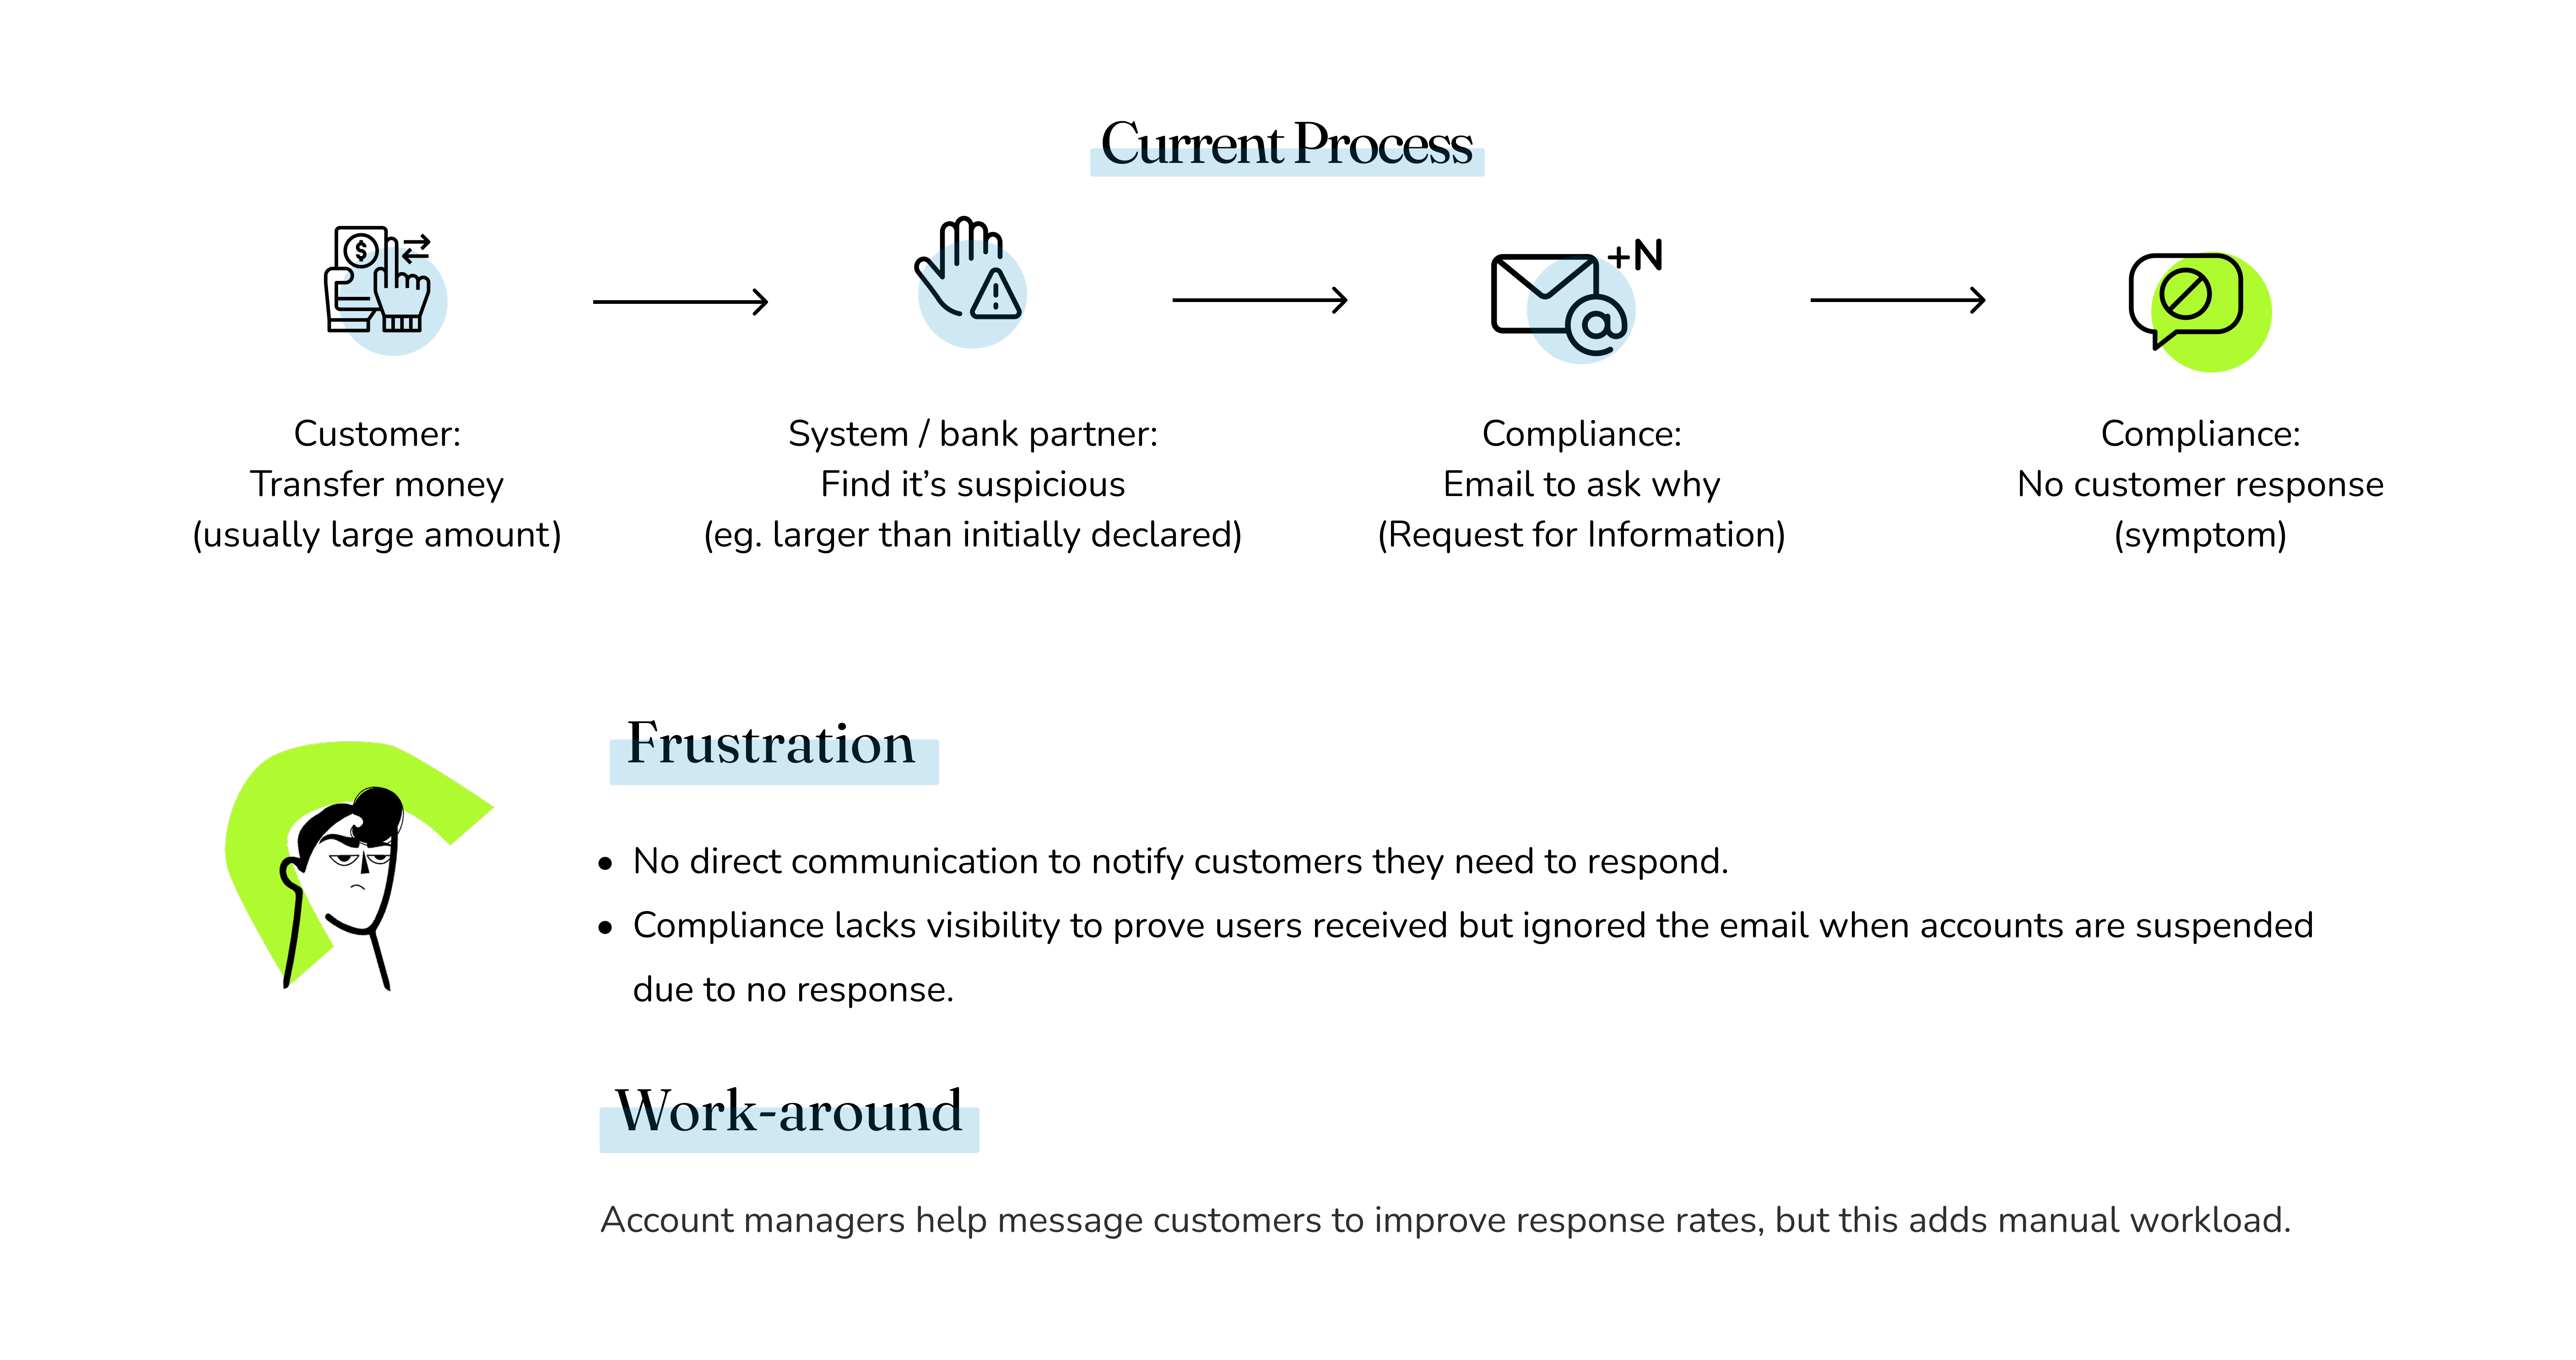 Current Process
$
+N
@
Customer:
Transfer money
(usually large amount)
System / bank partner:
Find it’s suspicious
(eg. larger than initially declared)
Compliance:
Email to ask why
(Request for Information)
Compliance:
No customer response
(symptom)
Frustration
• No direct communication to notify customers they need to respond.
• Compliance lacks visibility to prove users received but ignored the email when accounts are suspended
due to no response.
Work-around
Account managers help message customers to improve response rates, but this adds manual workload.